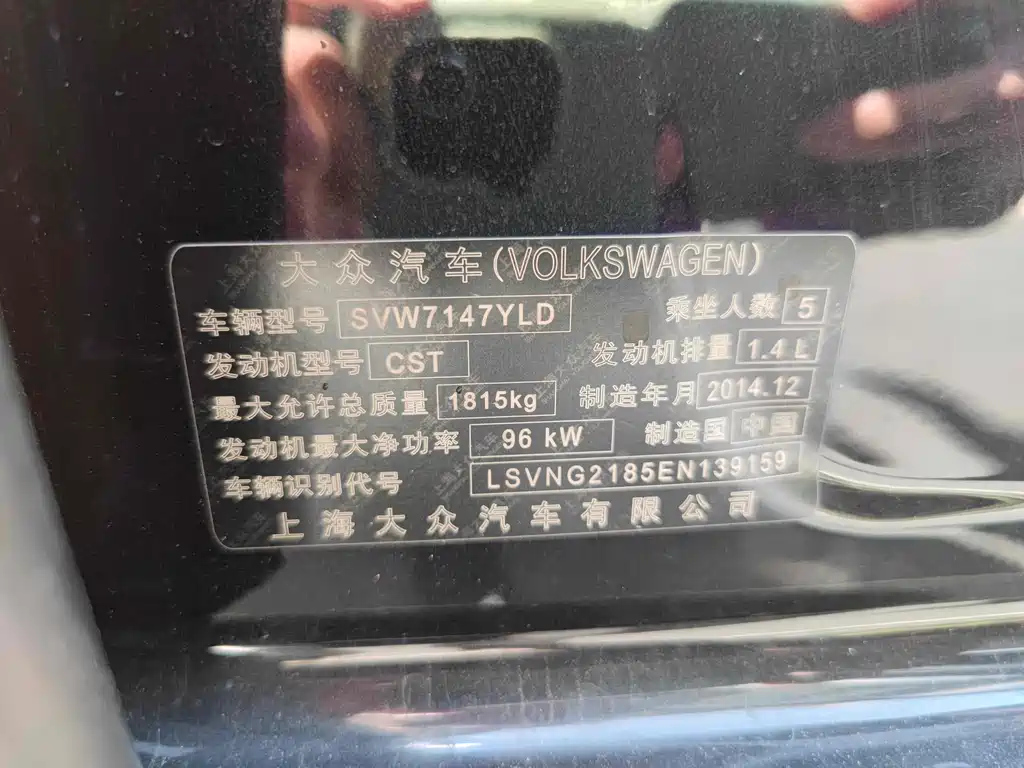 大众汽车(VOLKSWAGEN)
车辆型号 SVW7147YLD 乘坐人数 5
发动机型号 CST 发动机排量 1.4 L
最大允许总质量 1815kg 制造年月 2014.12
发动机最大净功率 96 kW 制造国 中国
车辆识别代号 LSVNG2185EN139159
上海大众汽车有限公司